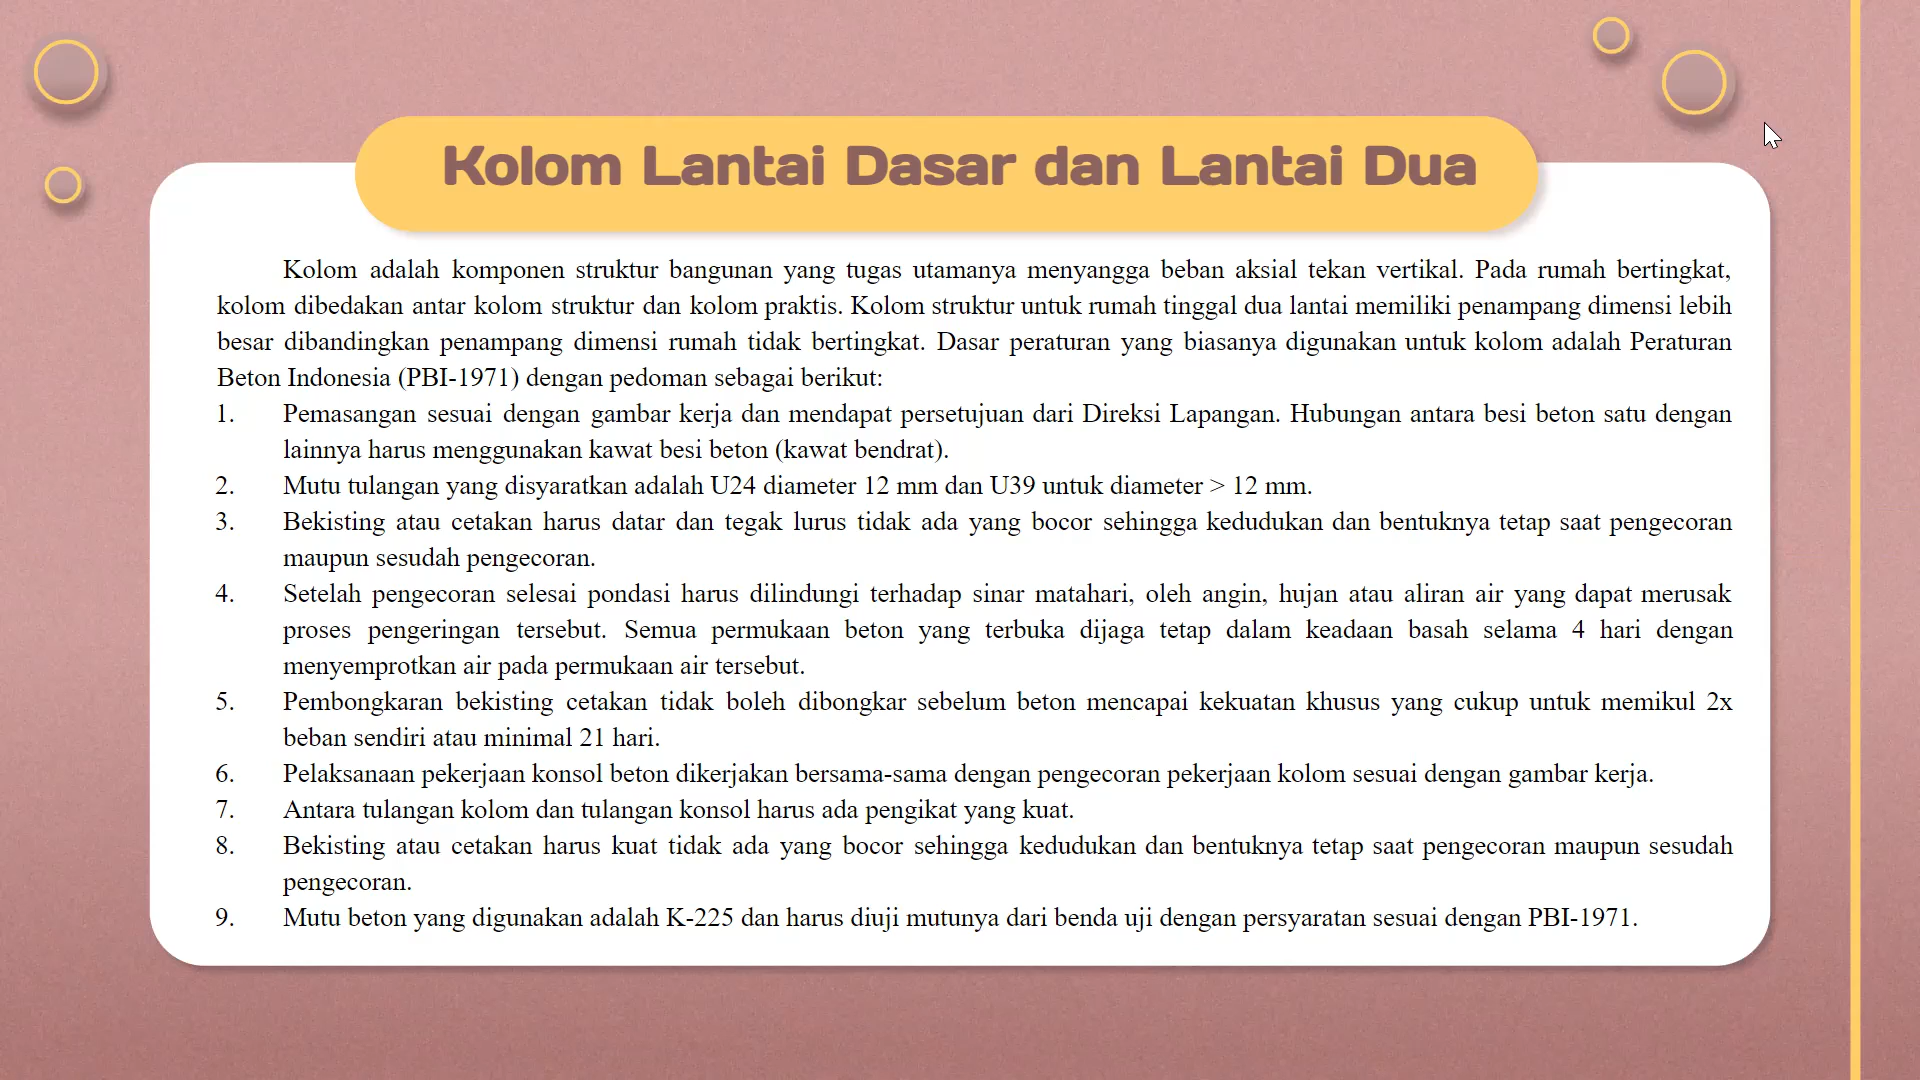 Kolom Lantai Dasar dan Lantai Dua
Kolom adalah komponen struktur bangunan yang tugas utamanya menyangga beban aksial tekan vertikal. Pada rumah bertingkat,
kolom dibedakan antar kolom struktur dan kolom praktis. Kolom struktur untuk rumah tinggal dua lantai memiliki penampang dimensi lebih
besar dibandingkan penampang dimensi rumah tidak bertingkat. Dasar peraturan yang biasanya digunakan untuk kolom adalah Peraturan
Beton Indonesia (PBI-1971) dengan pedoman sebagai berikut:
1. Pemasangan sesuai dengan gambar kerja dan mendapat persetujuan dari Direksi Lapangan. Hubungan antara besi beton satu dengan
lainnya harus menggunakan kawat besi beton (kawat bendrat).
2. Mutu tulangan yang disyaratkan adalah U24 diameter 12 mm dan U39 untuk diameter > 12 mm.
3. Bekisting atau cetakan harus datar dan tegak lurus tidak ada yang bocor sehingga kedudukan dan bentuknya tetap saat pengecoran
maupun sesudah pengecoran.
4. Setelah pengecoran selesai pondasi harus dilindungi terhadap sinar matahari, oleh angin, hujan atau aliran air yang dapat merusak
proses pengeringan tersebut. Semua permukaan beton yang terbuka dijaga tetap dalam keadaan basah selama 4 hari dengan
menyemprotkan air pada permukaan air tersebut.
5. Pembongkaran bekisting cetakan tidak boleh dibongkar sebelum beton mencapai kekuatan khusus yang cukup untuk memikul 2x
beban sendiri atau minimal 21 hari.
6. Pelaksanaan pekerjaan konsol beton dikerjakan bersama-sama dengan pengecoran pekerjaan kolom sesuai dengan gambar kerja.
7. Antara tulangan kolom dan tulangan konsol harus ada pengikat yang kuat.
8. Bekisting atau cetakan harus kuat tidak ada yang bocor sehingga kedudukan dan bentuknya tetap saat pengecoran maupun sesudah
pengecoran.
9. Mutu beton yang digunakan adalah K-225 dan harus diuji mutunya dari benda uji dengan persyaratan sesuai dengan PBI-1971.